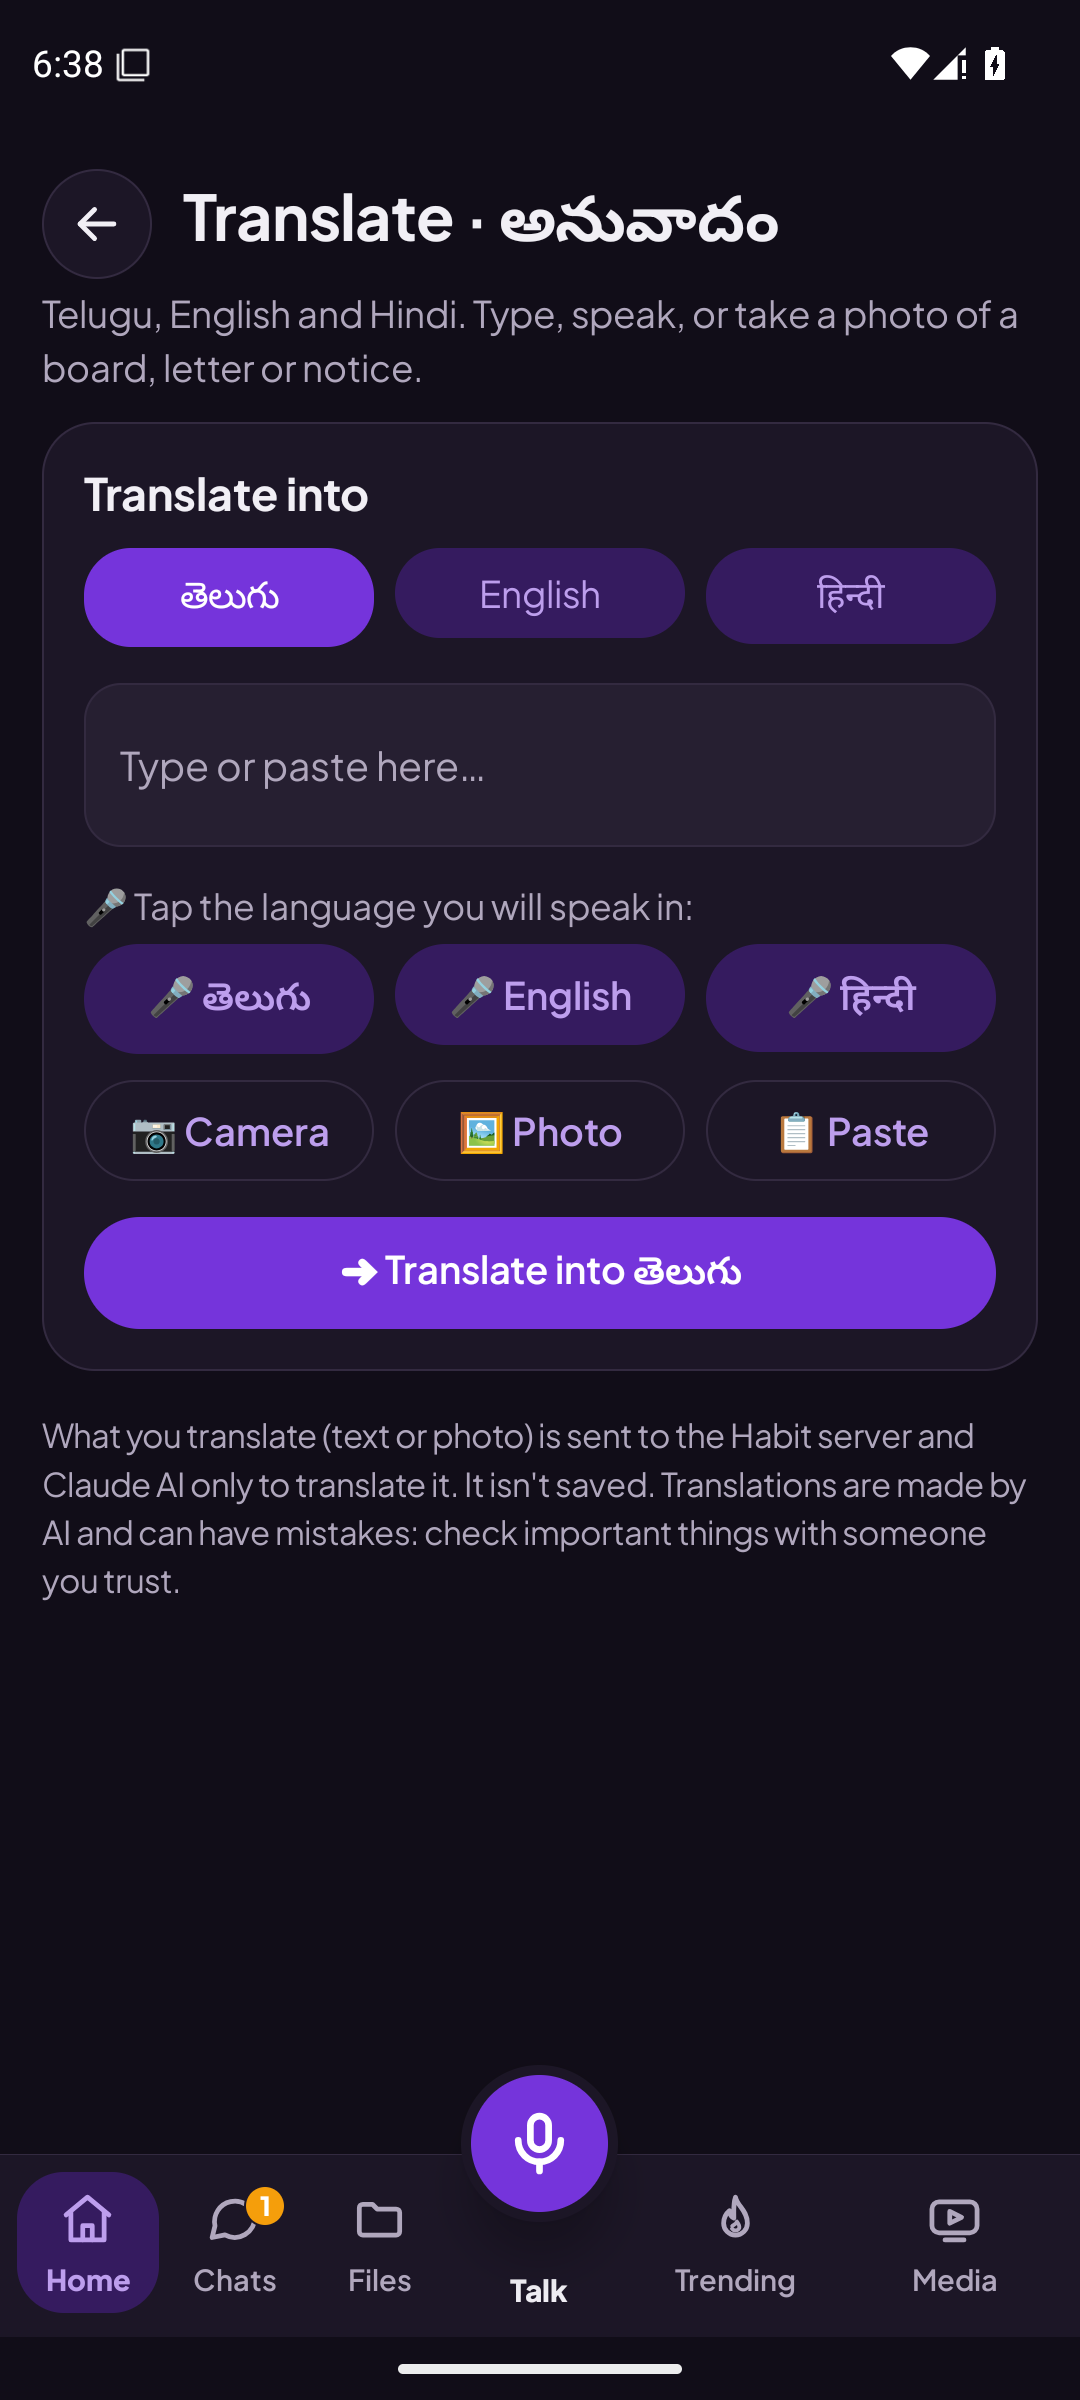 6:38
Translate · అనువాదం
Telugu, English and Hindi. Type, speak, or take a photo of a
board, letter or notice.
Translate into
తెలుగు
English
हिन्दी
Type or paste here...
🎤 Tap the language you will speak in:
🎤 తెలుగు
🎤 English
🎤 हिन्दी
📷 Camera
🖼️ Photo
📋 Paste
➜ Translate into తెలుగు
What you translate (text or photo) is sent to the Habit server and
Claude AI only to translate it. It isn't saved. Translations are made by
AI and can have mistakes: check important things with someone
you trust.
1
Home
Chats
Files
Talk
Trending
Media